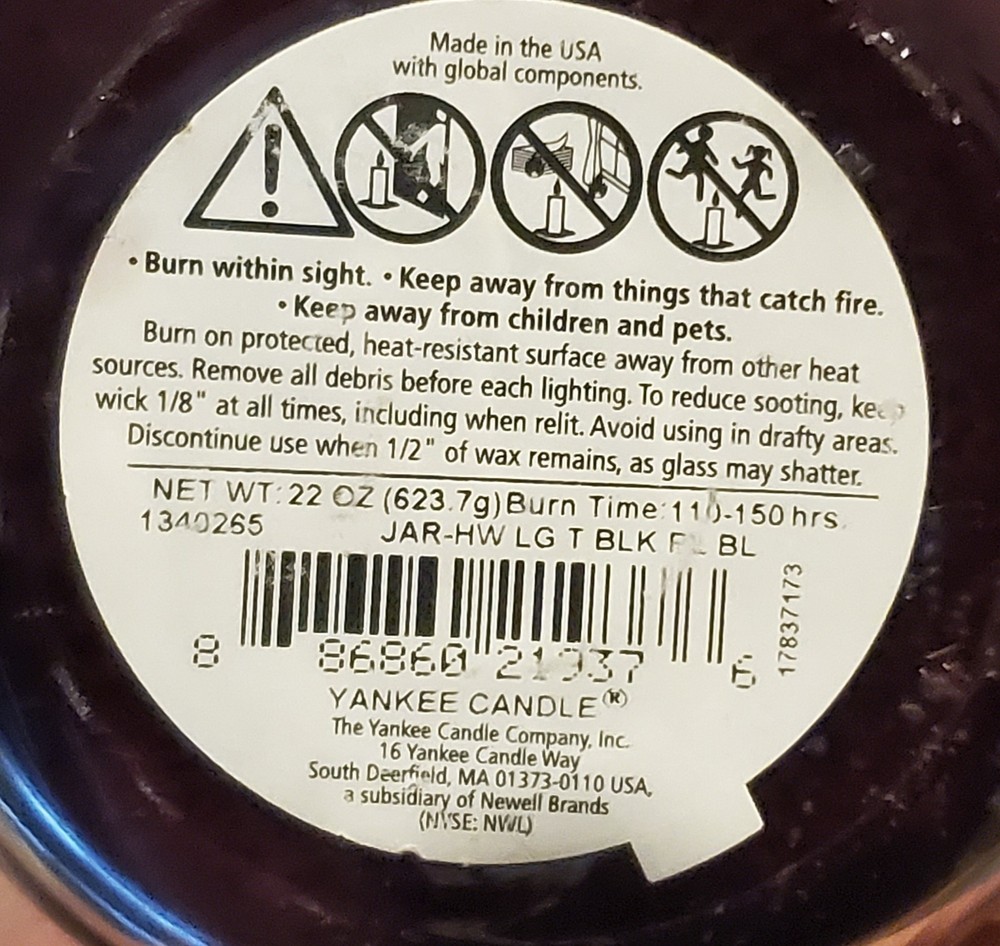 Made in the USA
with global components.
• Burn within sight. • Keep away from things that catch fire.
• Keep away from children and pets.
Burn on protected, heat-resistant surface away from other heat
sources. Remove all debris before each lighting. To reduce sooting, keep
wick 1/8" at all times, including when relit. Avoid using in drafty areas.
Discontinue use when 1/2" of wax remains, as glass may shatter.
NET WT: 22 OZ (623.7g) Burn Time: 110-150 hrs.
1340265 JAR-HW LG T BLK BL
17837173
8 86860 21937 6
YANKEE CANDLE®
The Yankee Candle Company, Inc.
16 Yankee Candle Way
South Deerfield, MA 01373-0110 USA,
a subsidiary of Newell Brands
(NYSE: NWL)